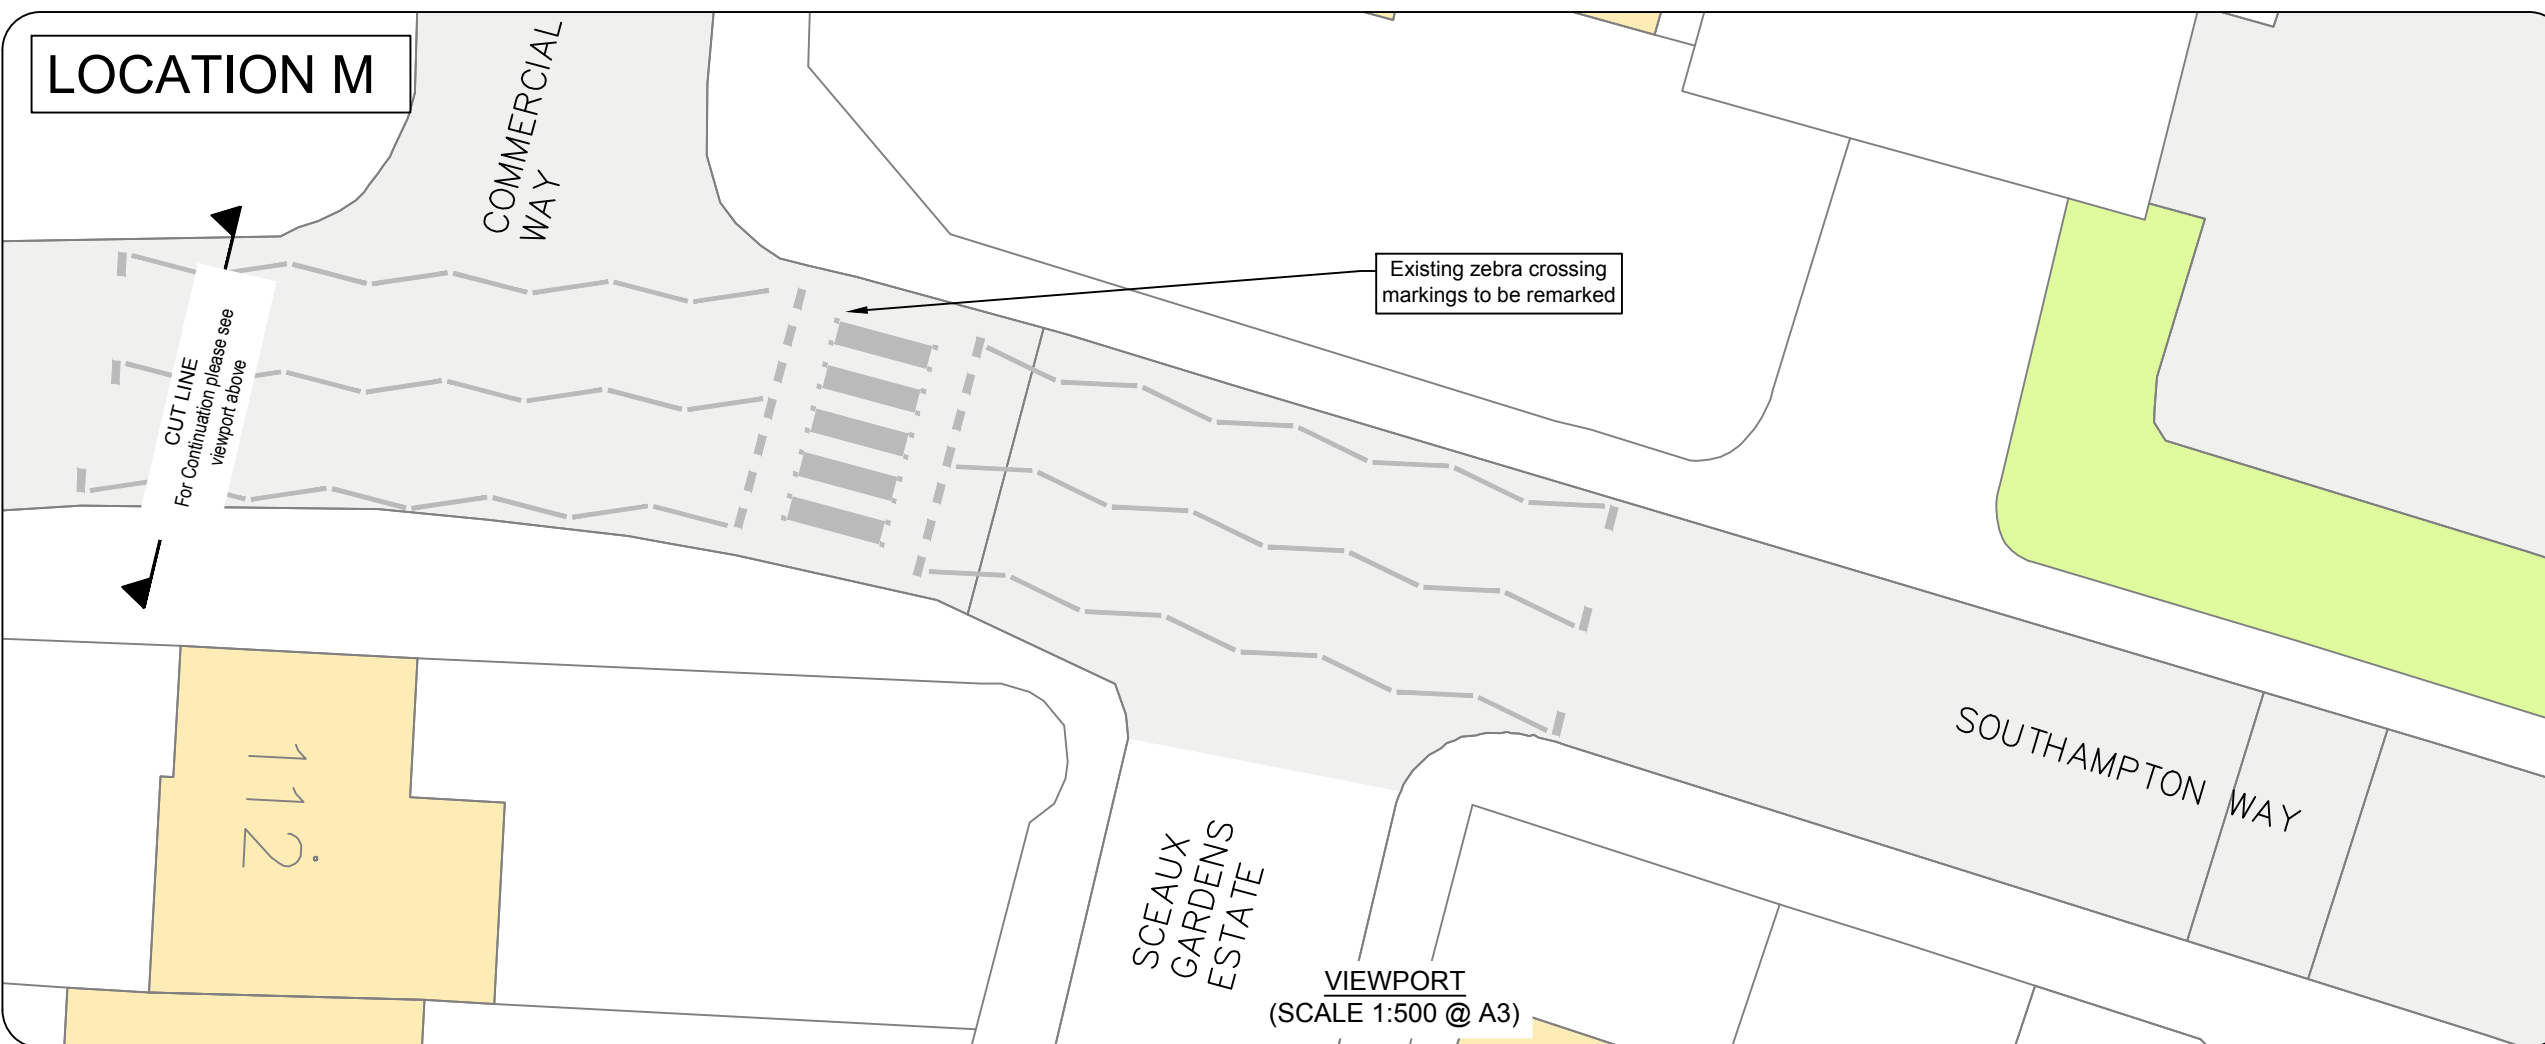 LOCATION M
COMMERCIAL
WAY
Existing zebra crossing
markings to be remarked
CUT LINE
For Continuation please see
viewport above
SOUTHAMPTON WAY
112
SCEAUX
GARDENS
ESTATE
VIEWPORT
(SCALE 1:500 @ A3)